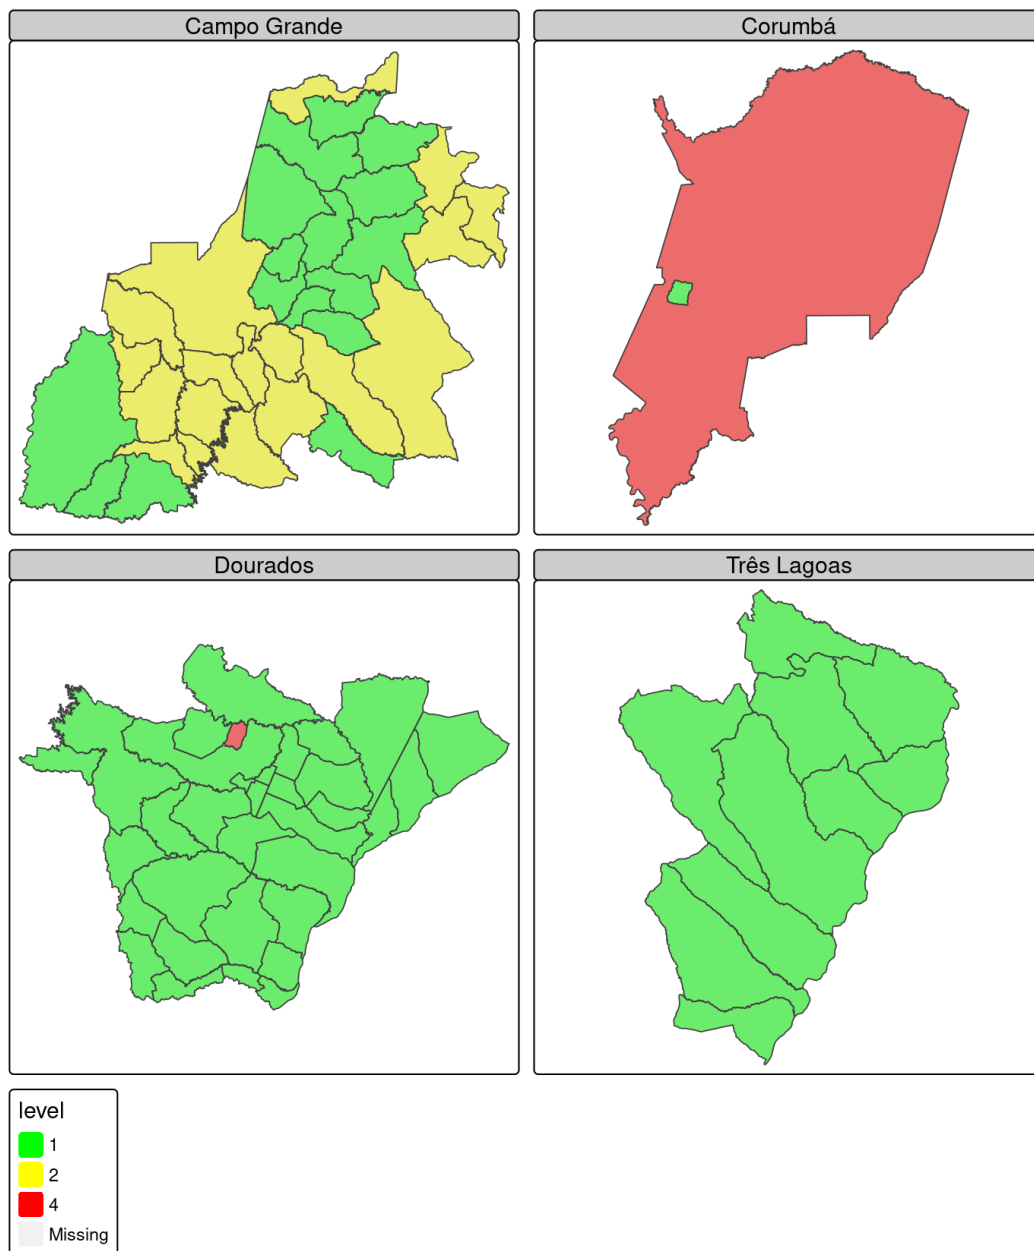 Campo Grande
Corumbá
Dourados
Três Lagoas
level
1
2
4
Missing